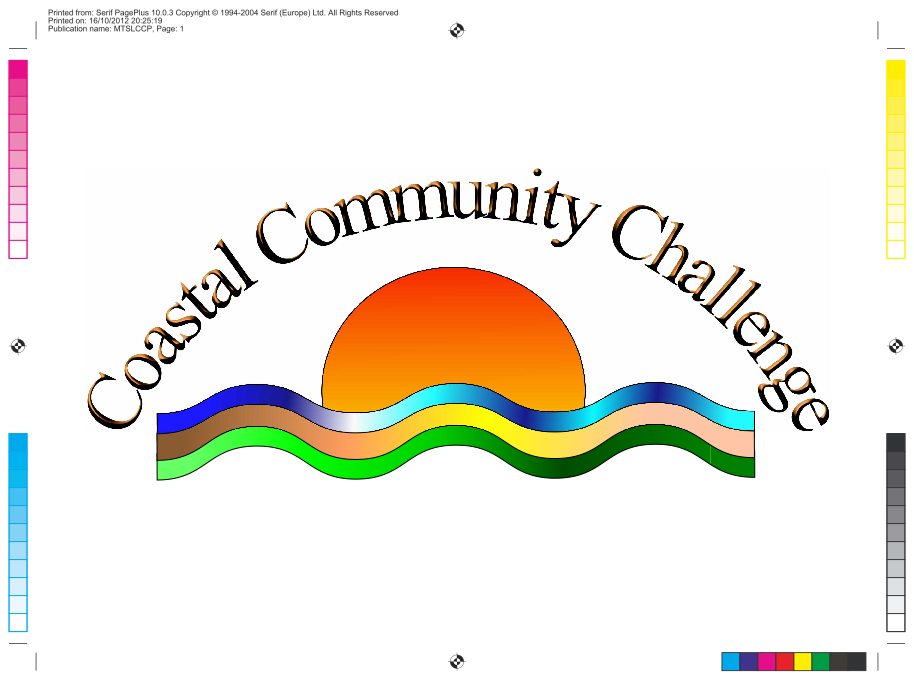 Printed from: Serif PagePlus 10.0.3 Copyright © 1994-2004 Serif (Europe) Ltd. All Rights Reserved
Printed on: 16/10/2012 20:25:19
Publication name: MTSLCCP, Page: 1
Coastal Community Challenge